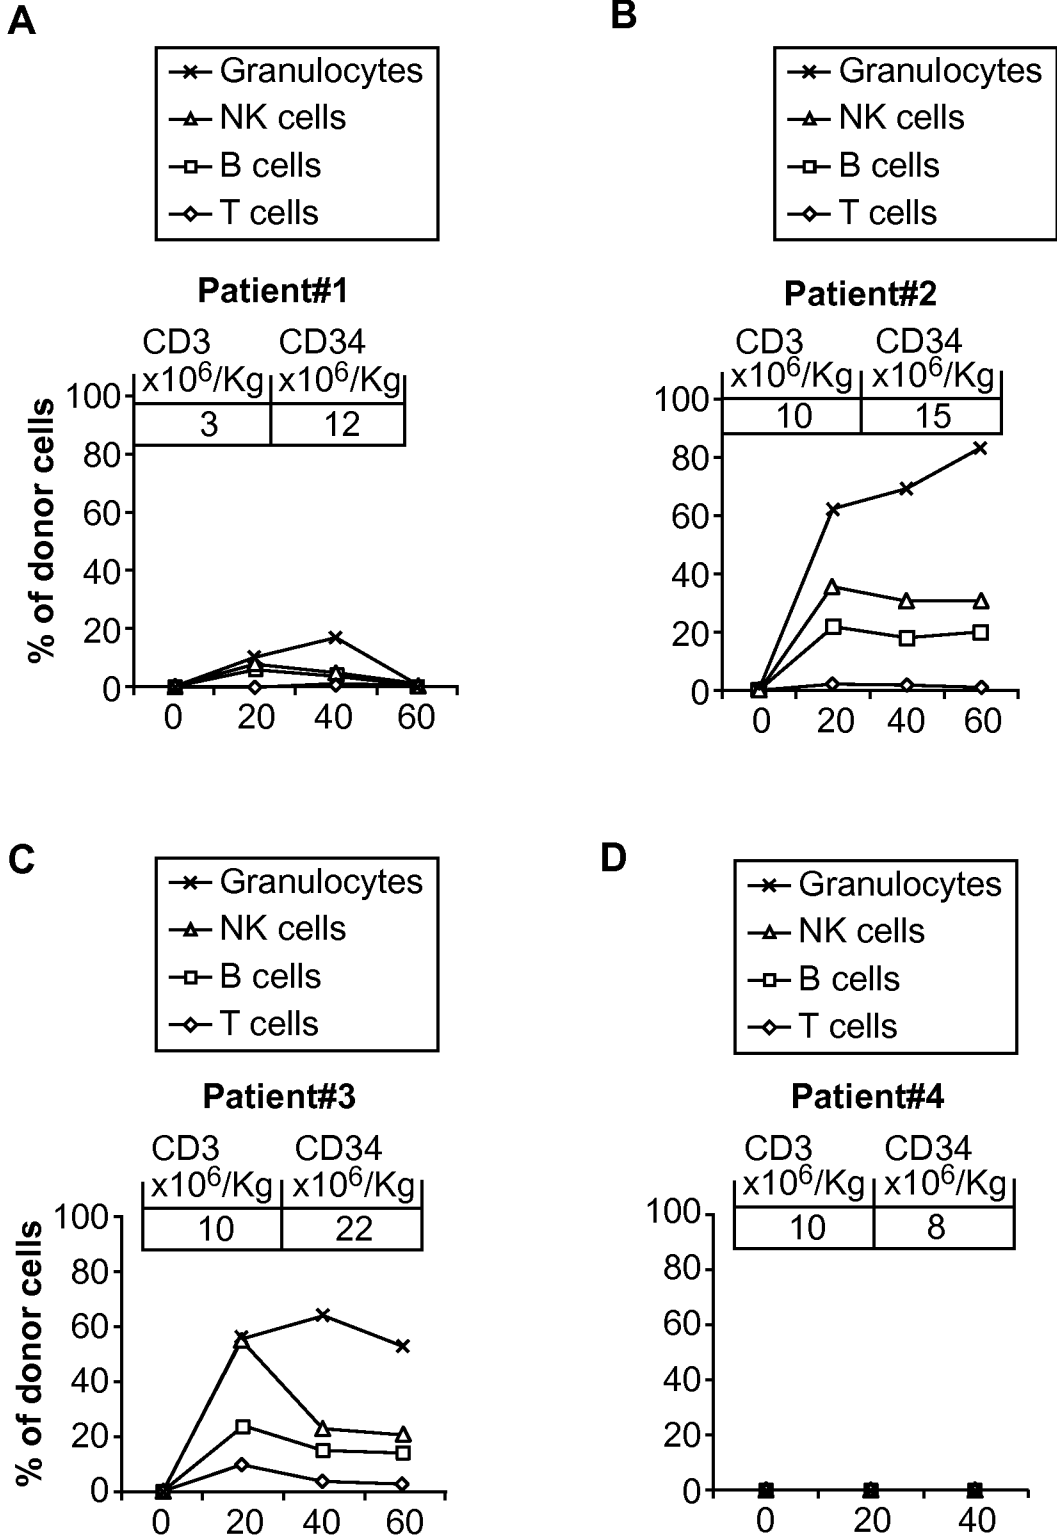 A
Granulocytes
NK cells
B cells
T cells
Patient#1
CD3 CD34
x10⁶/Kg x10⁶/Kg
3 12
% of donor cells
100
80
60
40
20
0
0 20 40 60
B
Granulocytes
NK cells
B cells
T cells
Patient#2
CD3 CD34
x10⁶/Kg x10⁶/Kg
10 15
100
80
60
40
20
0
0 20 40 60
C
Granulocytes
NK cells
B cells
T cells
Patient#3
CD3 CD34
x10⁶/Kg x10⁶/Kg
10 22
% of donor cells
100
80
60
40
20
0
0 20 40 60
D
Granulocytes
NK cells
B cells
T cells
Patient#4
CD3 CD34
x10⁶/Kg x10⁶/Kg
10 8
100
80
60
40
20
0
0 20 40